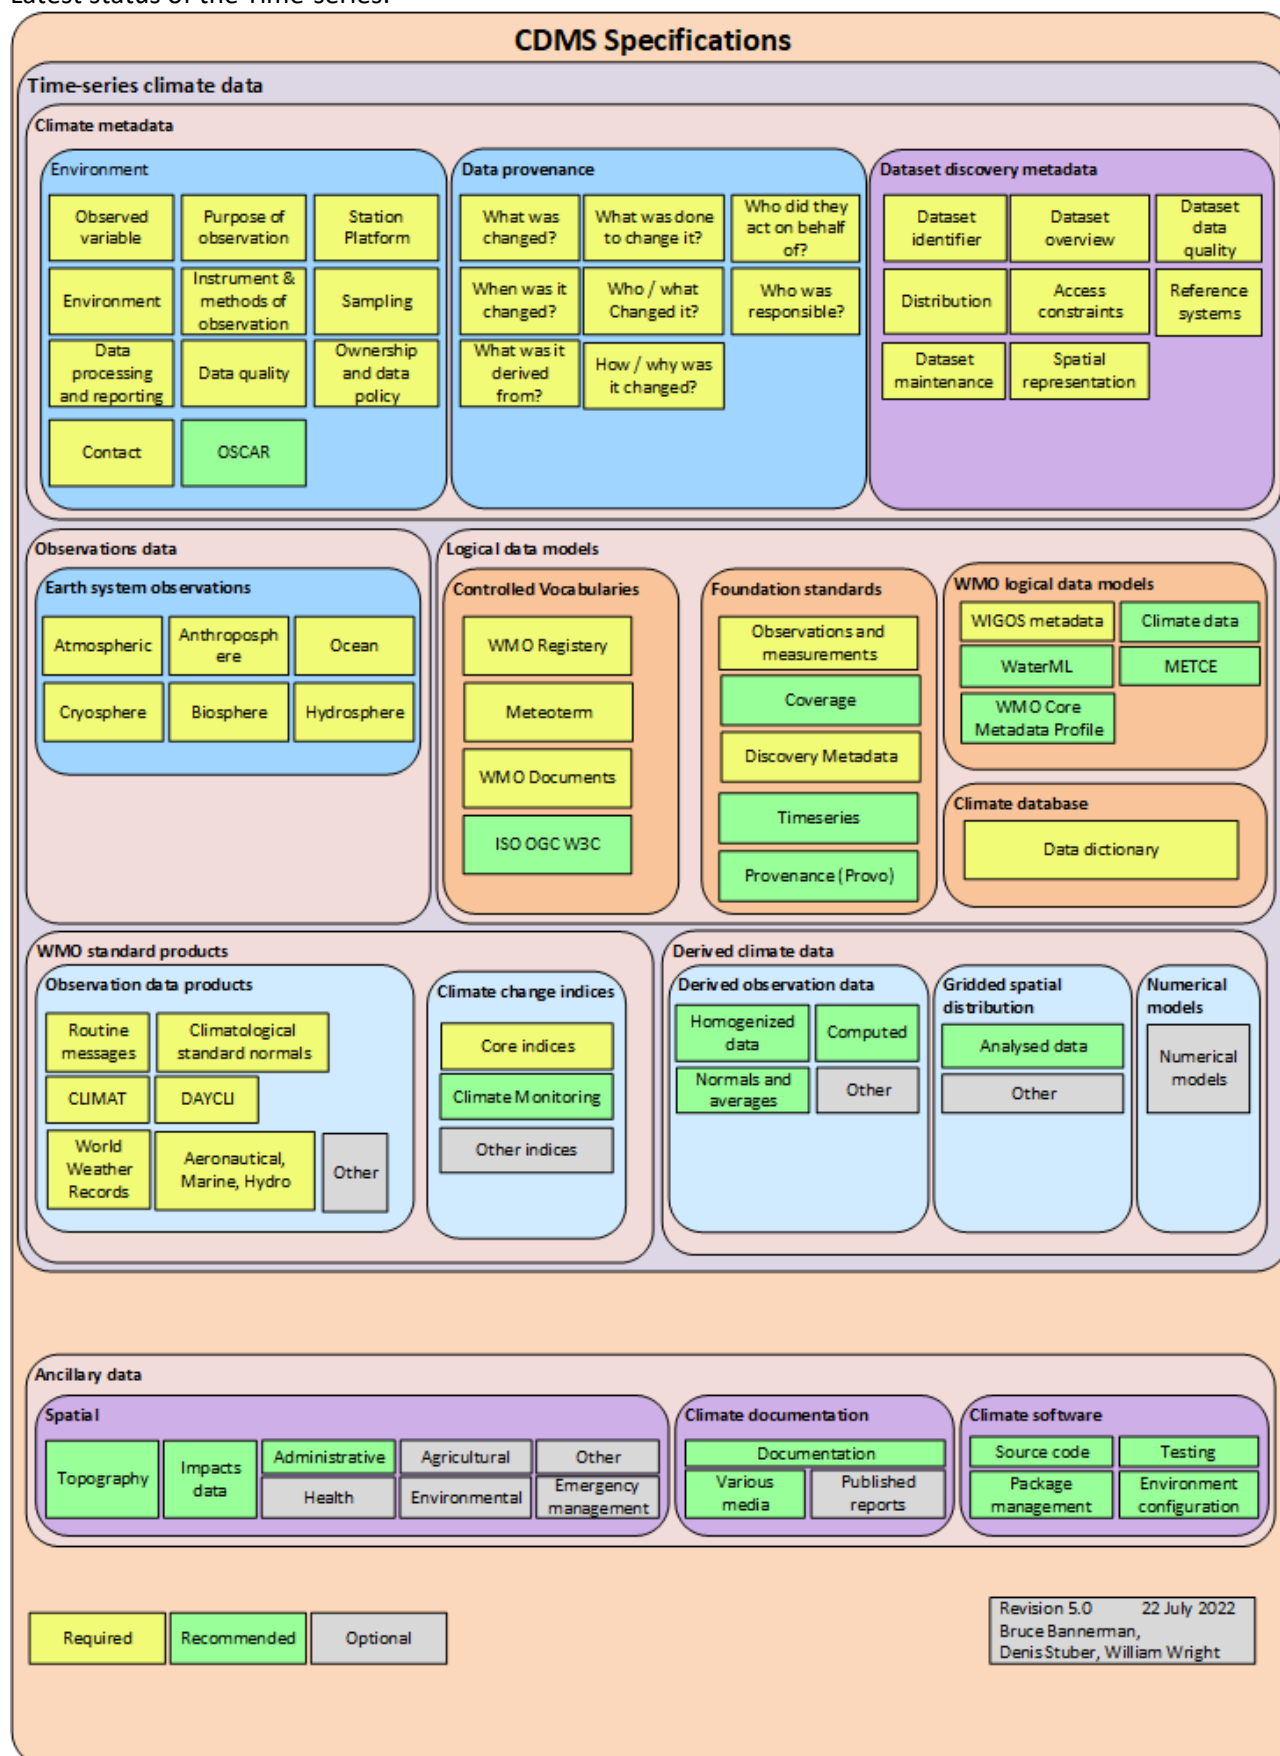 Latest status of the Time-series:
CDMS Specifications
Time-series climate data
Climate metadata
Environment
Observed
variable
Purpose of
observation
Station
Platform
Environment
Instrument &
methods of
observation
Sampling
Data
processing
and reporting
Data quality
Ownership
and data
policy
Contact
OSCAR
Data provenance
What was
changed?
What was done
to change it?
Who did they
act on behalf
of?
When was it
changed?
Who / what
Changed it?
Who was
responsible?
What was it
derived
from?
How / why was
it changed?
Dataset discovery metadata
Dataset
identifier
Dataset
overview
Dataset
data
quality
Distribution
Access
constraints
Reference
systems
Dataset
maintenance
Spatial
representation
Observations data
Earth system observations
Atmospheric
Anthroposph
ere
Ocean
Cryosphere
Biosphere
Hydrosphere
Logical data models
Controlled Vocabularies
WMO Registery
Meteoterm
WMO Documents
ISO OGC W3C
Foundation standards
Observations and
measurements
Coverage
Discovery Metadata
Timeseries
Provenance (Provo)
WMO logical data models
WIGOS metadata
Climate data
WaterML
METCE
WMO Core
Metadata Profile
Climate database
Data dictionary
WMO standard products
Observation data products
Routine
messages
Climatological
standard normals
CLIMAT
DAYCLI
World
Weather
Records
Aeronautical,
Marine, Hydro
Other
Climate change indices
Core indices
Climate Monitoring
Other indices
Derived climate data
Derived observation data
Homogenized
data
Computed
Normals and
averages
Other
Gridded spatial
distribution
Analysed data
Other
Numerical
models
Numerical
models
Ancillary data
Spatial
Topography
Impacts
data
Administrative
Agricultural
Other
Health
Environmental
Emergency
management
Climate documentation
Documentation
Various
media
Published
reports
Climate software
Source code
Testing
Package
management
Environment
configuration
Required
Recommended
Optional
Revision 5.0 22 July 2022
Bruce Bannerman,
Denis Stuber, William Wright